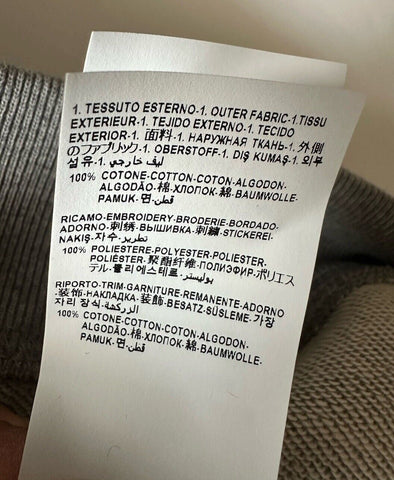 1. TESSUTO ESTERNO-1. OUTER FABRIC-1.TISSU
EXTERIEUR-1. TEJIDO EXTERNO-1. TECIDO
EXTERIOR-1. 面料-1. НАРУЖНАЯ ТКАНЬ-1. 外側
のファブリック-1. OBERSTOFF-1. DIŞ KUMAŞ-1. 외부
섬유-1. ليف خارجي
100% COTONE-COTTON-COTON-ALGODON-
ALGODÃO-棉-ХЛОПОК-綿-BAUMWOLLE-
PAMUK-면-قطن
RICAMO-EMBROIDERY-BRODERIE-BORDADO-
ADORNO-刺绣-ВЫШИВКА-刺繍-STICKEREI-
NAKIŞ-자수-تطريز
100% POLIESTERE-POLYESTER-POLIESTER-
POLIÉSTER-聚酯纤维-ПОЛИЭФИР-ポリエス
テル-폴리에스테르-بوليستر
RIPORTO-TRIM-GARNITURE-REMANENTE-ADORNO
-装饰-НАКЛАДКА-装飾-BESATZ-SÜSLEME-가장
자리 장식-الزركشة
100% COTONE-COTTON-COTON-ALGODON-
ALGODÃO-棉-ХЛОПОК-綿-BAUMWOLLE-
PAMUK-면-قطن